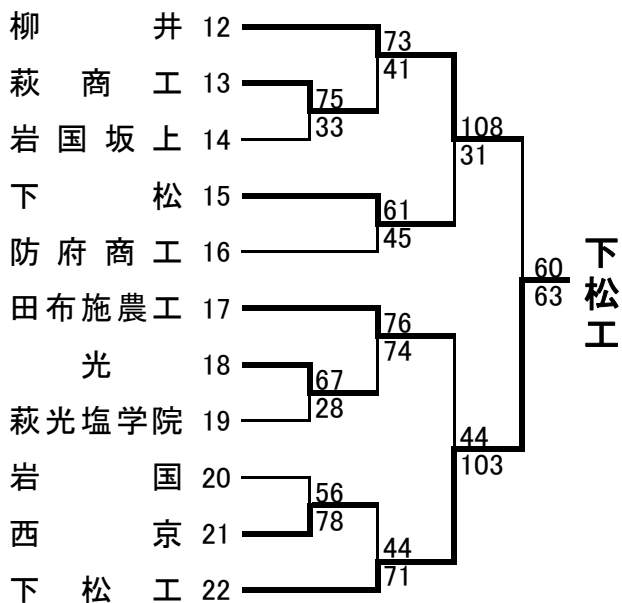 柳井 12
萩商工 13
岩国坂上 14
下松 15
防府商工 16
田布施農工 17
光 18
萩光塩学院 19
岩国 20
西京 21
下松工 22
75
33
67
28
56
78
73
41
61
45
76
74
44
71
108
31
44
103
60
63
下松工